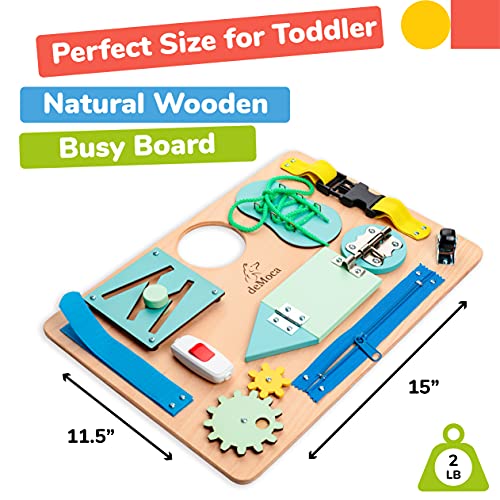 Perfect Size for Toddler
Natural Wooden
Busy Board
deMoca
11.5”
15”
2
LB